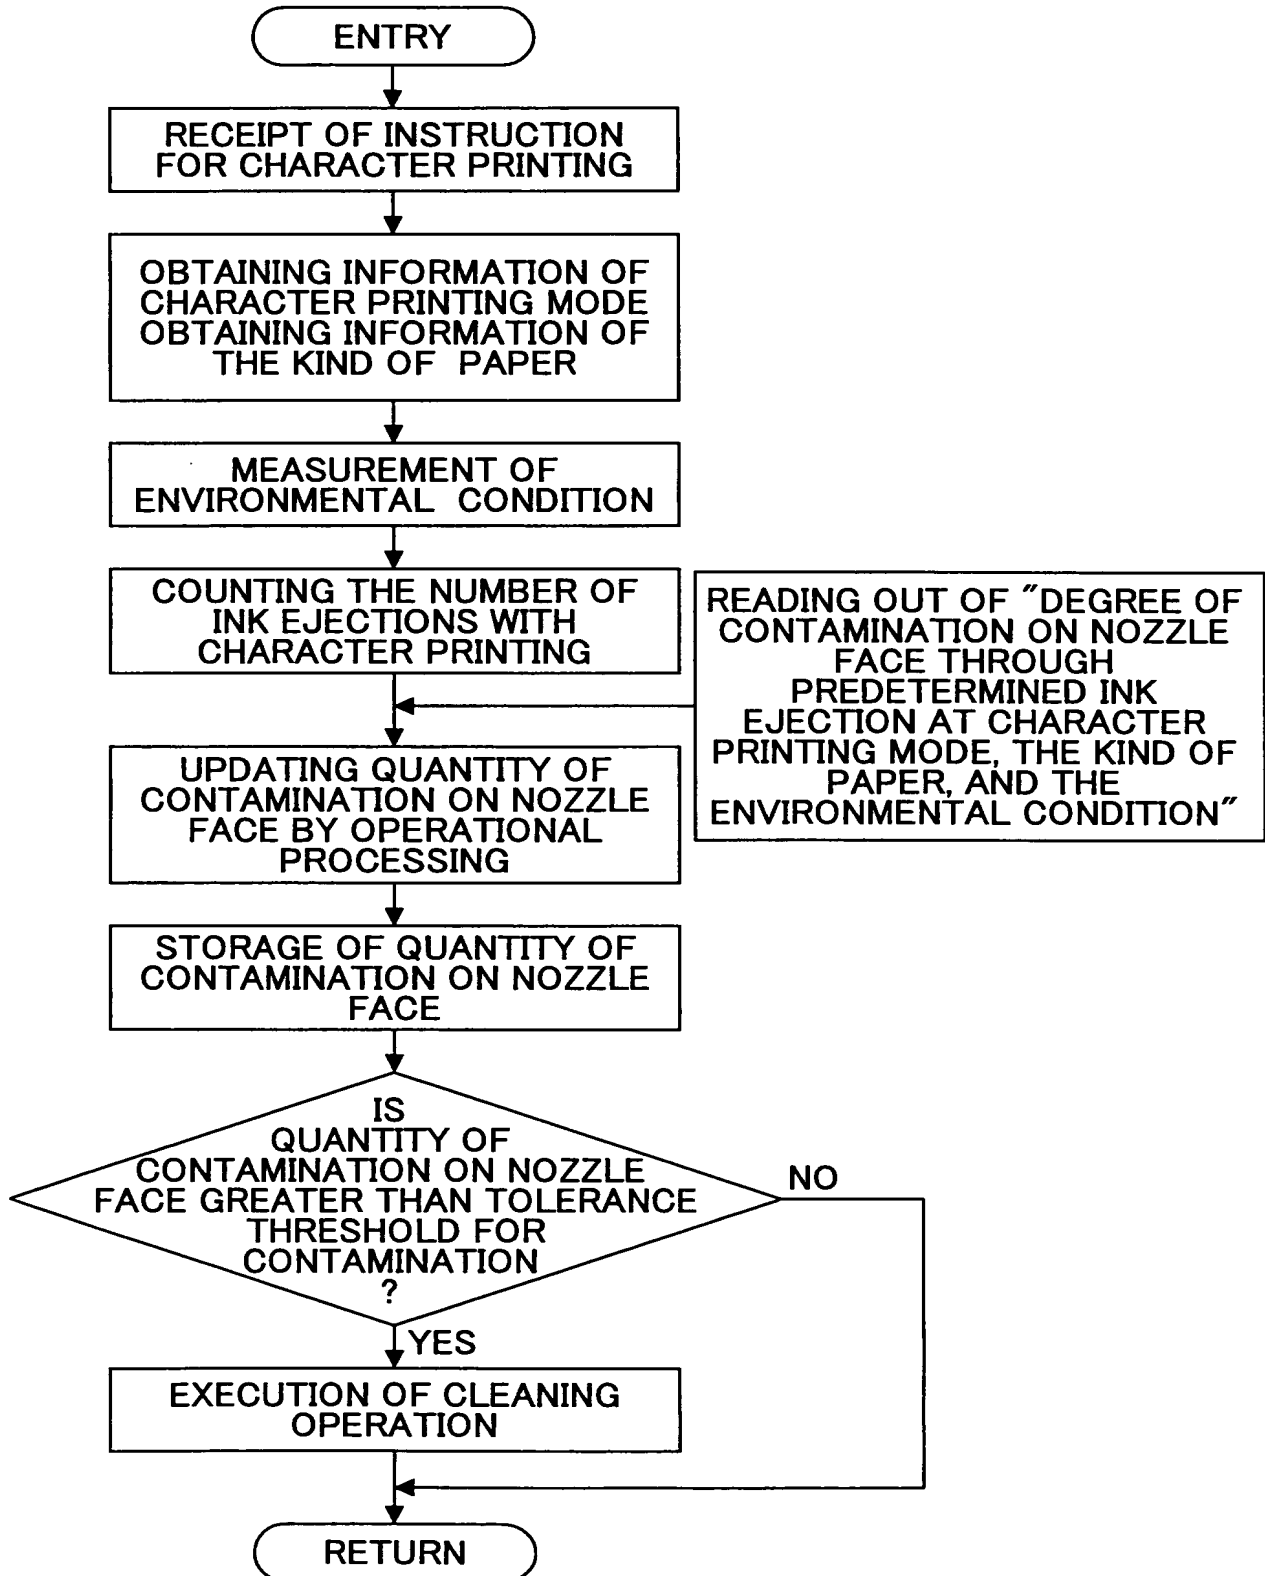 ENTRY
RECEIPT OF INSTRUCTION
FOR CHARACTER PRINTING
OBTAINING INFORMATION OF
CHARACTER PRINTING MODE
OBTAINING INFORMATION OF
THE KIND OF PAPER
MEASUREMENT OF
ENVIRONMENTAL CONDITION
COUNTING THE NUMBER OF
INK EJECTIONS WITH
CHARACTER PRINTING
READING OUT OF "DEGREE OF
CONTAMINATION ON NOZZLE
FACE THROUGH
PREDETERMINED INK
EJECTION AT CHARACTER
PRINTING MODE, THE KIND OF
PAPER, AND THE
ENVIRONMENTAL CONDITION"
UPDATING QUANTITY OF
CONTAMINATION ON NOZZLE
FACE BY OPERATIONAL
PROCESSING
STORAGE OF QUANTITY OF
CONTAMINATION ON NOZZLE
FACE
IS
QUANTITY OF
CONTAMINATION ON NOZZLE
FACE GREATER THAN TOLERANCE
THRESHOLD FOR
CONTAMINATION
?
NO
YES
EXECUTION OF CLEANING
OPERATION
RETURN